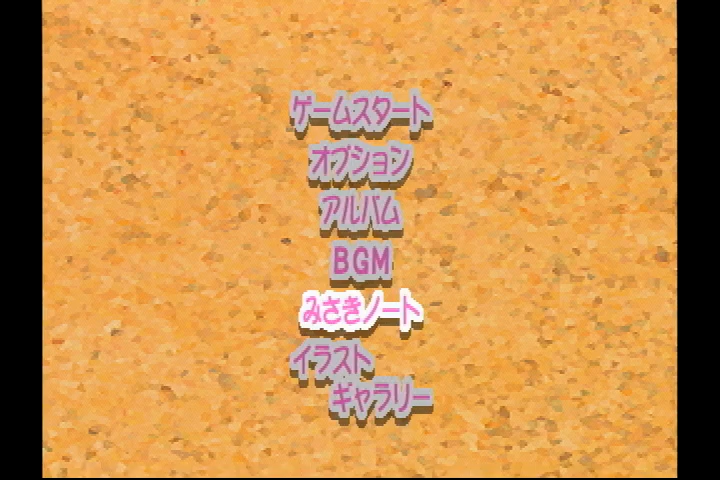 ゲームスタート
オプション
アルバム
BGM
みさきノート
イラスト
ギャラリー